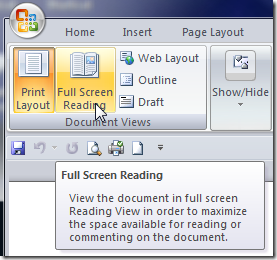 Home Insert Page Layout
Print Layout
Full Screen Reading
Web Layout
Outline
Draft
Show/Hide
Document Views
Full Screen Reading
View the document in full screen
Reading View in order to maximize
the space available for reading or
commenting on the document.